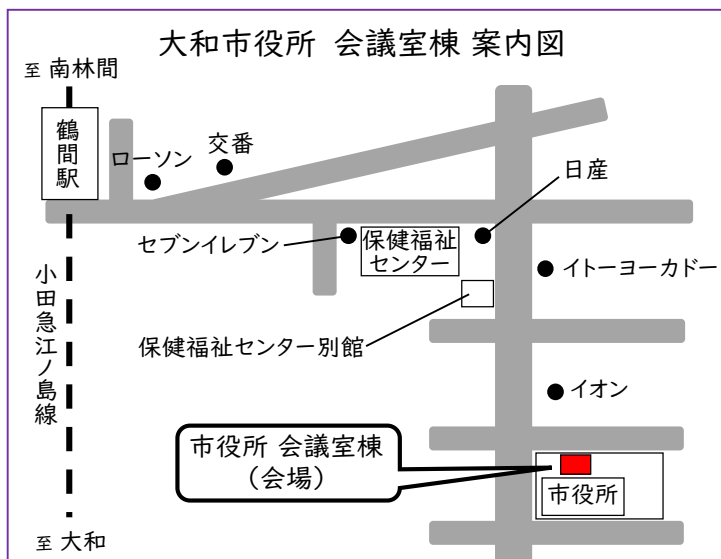 大和市役所 会議室棟 案内図
至 南林間
鶴間駅
ローソン
交番
日産
セブンイレブン
保健福祉
センター
イトーヨーカドー
小田急江ノ島線
保健福祉センター別館
イオン
市役所 会議室棟
（会場）
市役所
至 大和